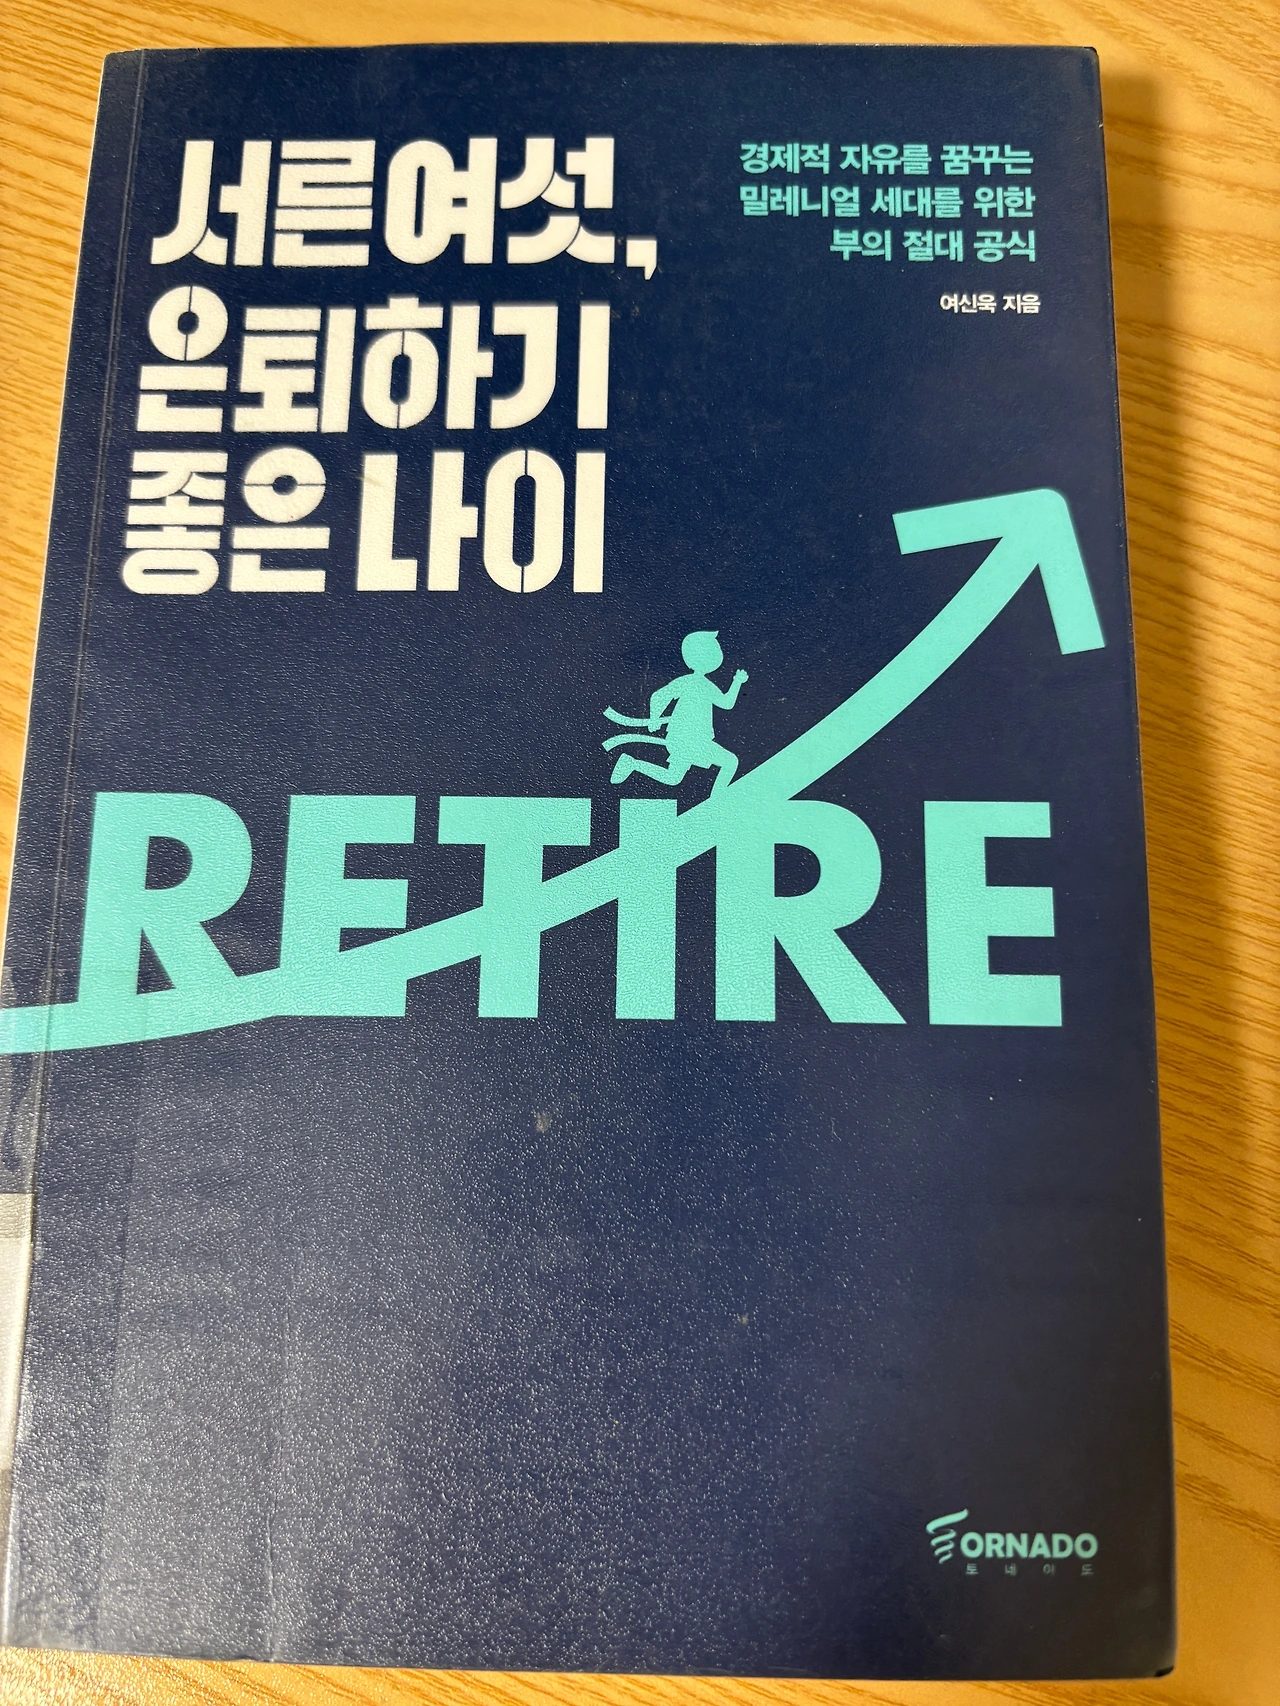 서른여섯,
은퇴하기
좋은 나이
경제적 자유를 꿈꾸는
밀레니얼 세대를 위한
부의 절대 공식
여신욱 지음
RETIRE
TORNADO
토네이도